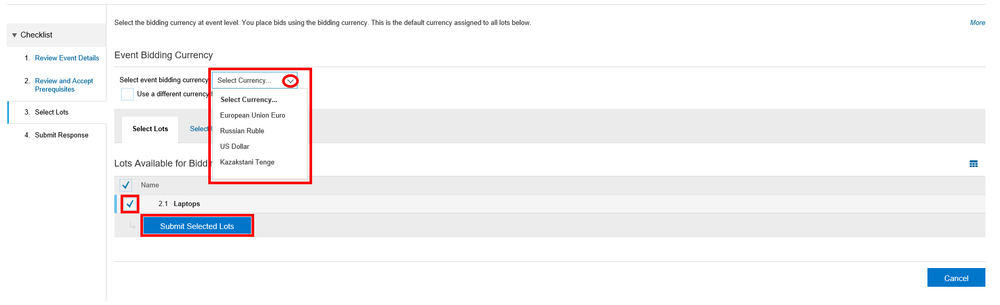 Select the bidding currency at event level. You place bids using the bidding currency. This is the default currency assigned to all lots below.
More
Checklist
1. Review Event Details
2. Review and Accept
Prerequisites
3. Select Lots
4. Submit Response
Event Bidding Currency
Select event bidding currency
Select Currency...
Use a different currency
Select Currency...
European Union Euro
Russian Ruble
US Dollar
Kazakstani Tenge
Select Lots
Select
Lots Available for Biddin
Name
2.1 Laptops
Submit Selected Lots
Cancel